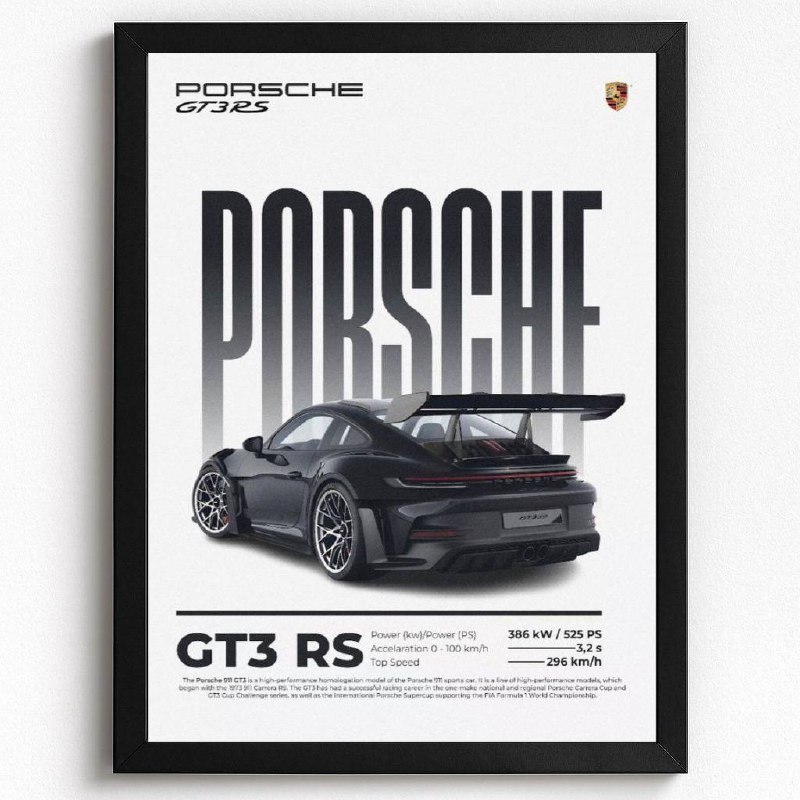 PORSCHE
GT3RS
PORSCHE
GT3 RS
Power (kw)/Power (PS) 386 kW / 525 PS
Accelaration 0 - 100 km/h 3,2 s
Top Speed 296 km/h
The Porsche 911 GT3 is a high-performance homologation model of the Porsche 911 sports car. It is a line of high-performance models, which
began with the 1973 911 Carrera RS. The GT3 has had a successful racing career in the one-make national and regional Porsche Carrera Cup and
GT3 Cup Challenge series, as well as the international Porsche Supercup supporting the FIA Formula 1 World Championship.